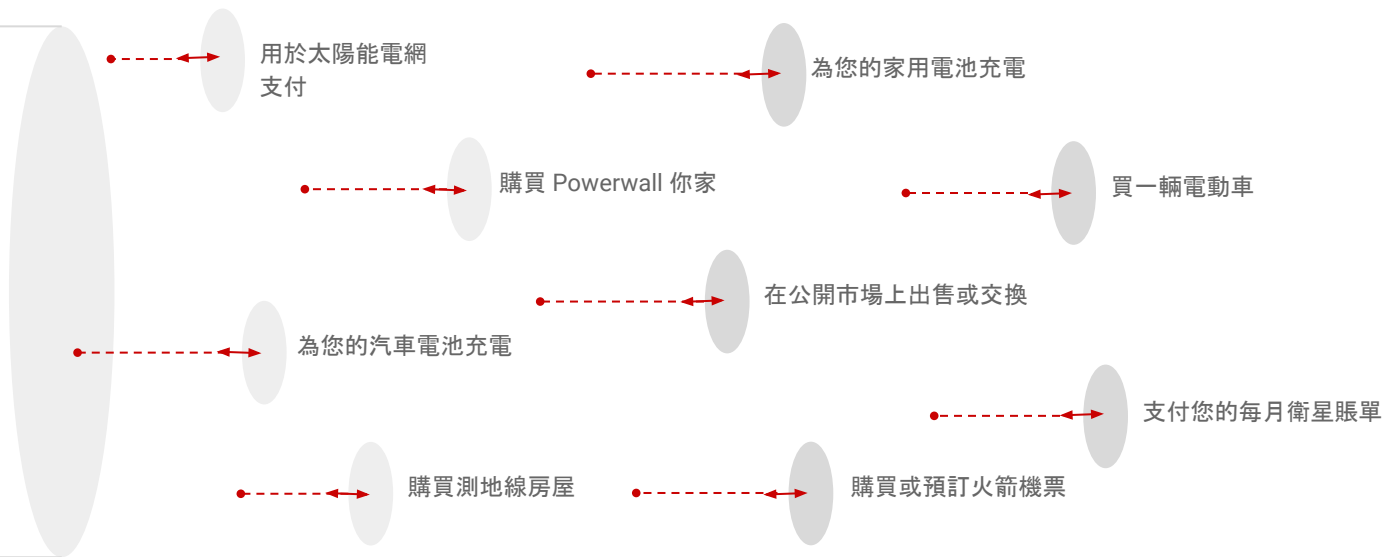 用於太陽能電網
支付
為您的家用電池充電
購買 Powerwall 你家
買一輛電動車
在公開市場上出售或交換
為您的汽車電池充電
支付您的每月衛星賬單
購買測地線房屋
購買或預訂火箭機票